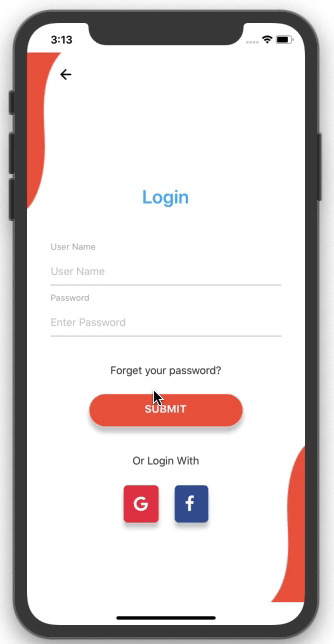 3:13
Login
User Name
User Name
Password
Enter Password
Forget your password?
SUBMIT
Or Login With
G f